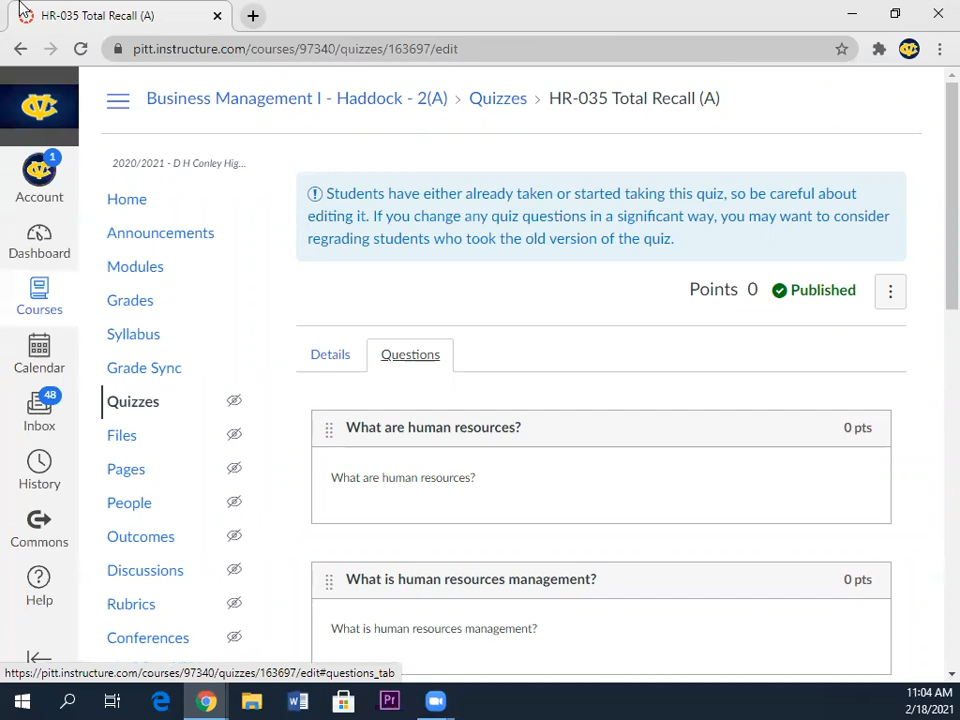 HR-035 Total Recall (A)
pitt.instructure.com/courses/97340/quizzes/163697/edit
Business Management I - Haddock - 2(A) > Quizzes > HR-035 Total Recall (A)
1
Account
Dashboard
Courses
Calendar
48
Inbox
History
Commons
Help
2020/2021 - D H Conley Hig...
Home
Announcements
Modules
Grades
Syllabus
Grade Sync
Quizzes
Files
Pages
People
Outcomes
Discussions
Rubrics
Conferences
Students have either already taken or started taking this quiz, so be careful about
editing it. If you change any quiz questions in a significant way, you may want to consider
regrading students who took the old version of the quiz.
Points 0 Published
Details Questions
What are human resources? 0 pts
What are human resources?
What is human resources management? 0 pts
What is human resources management?
https://pitt.instructure.com/courses/97340/quizzes/163697/edit#questions_tab
11:04 AM
2/18/2021